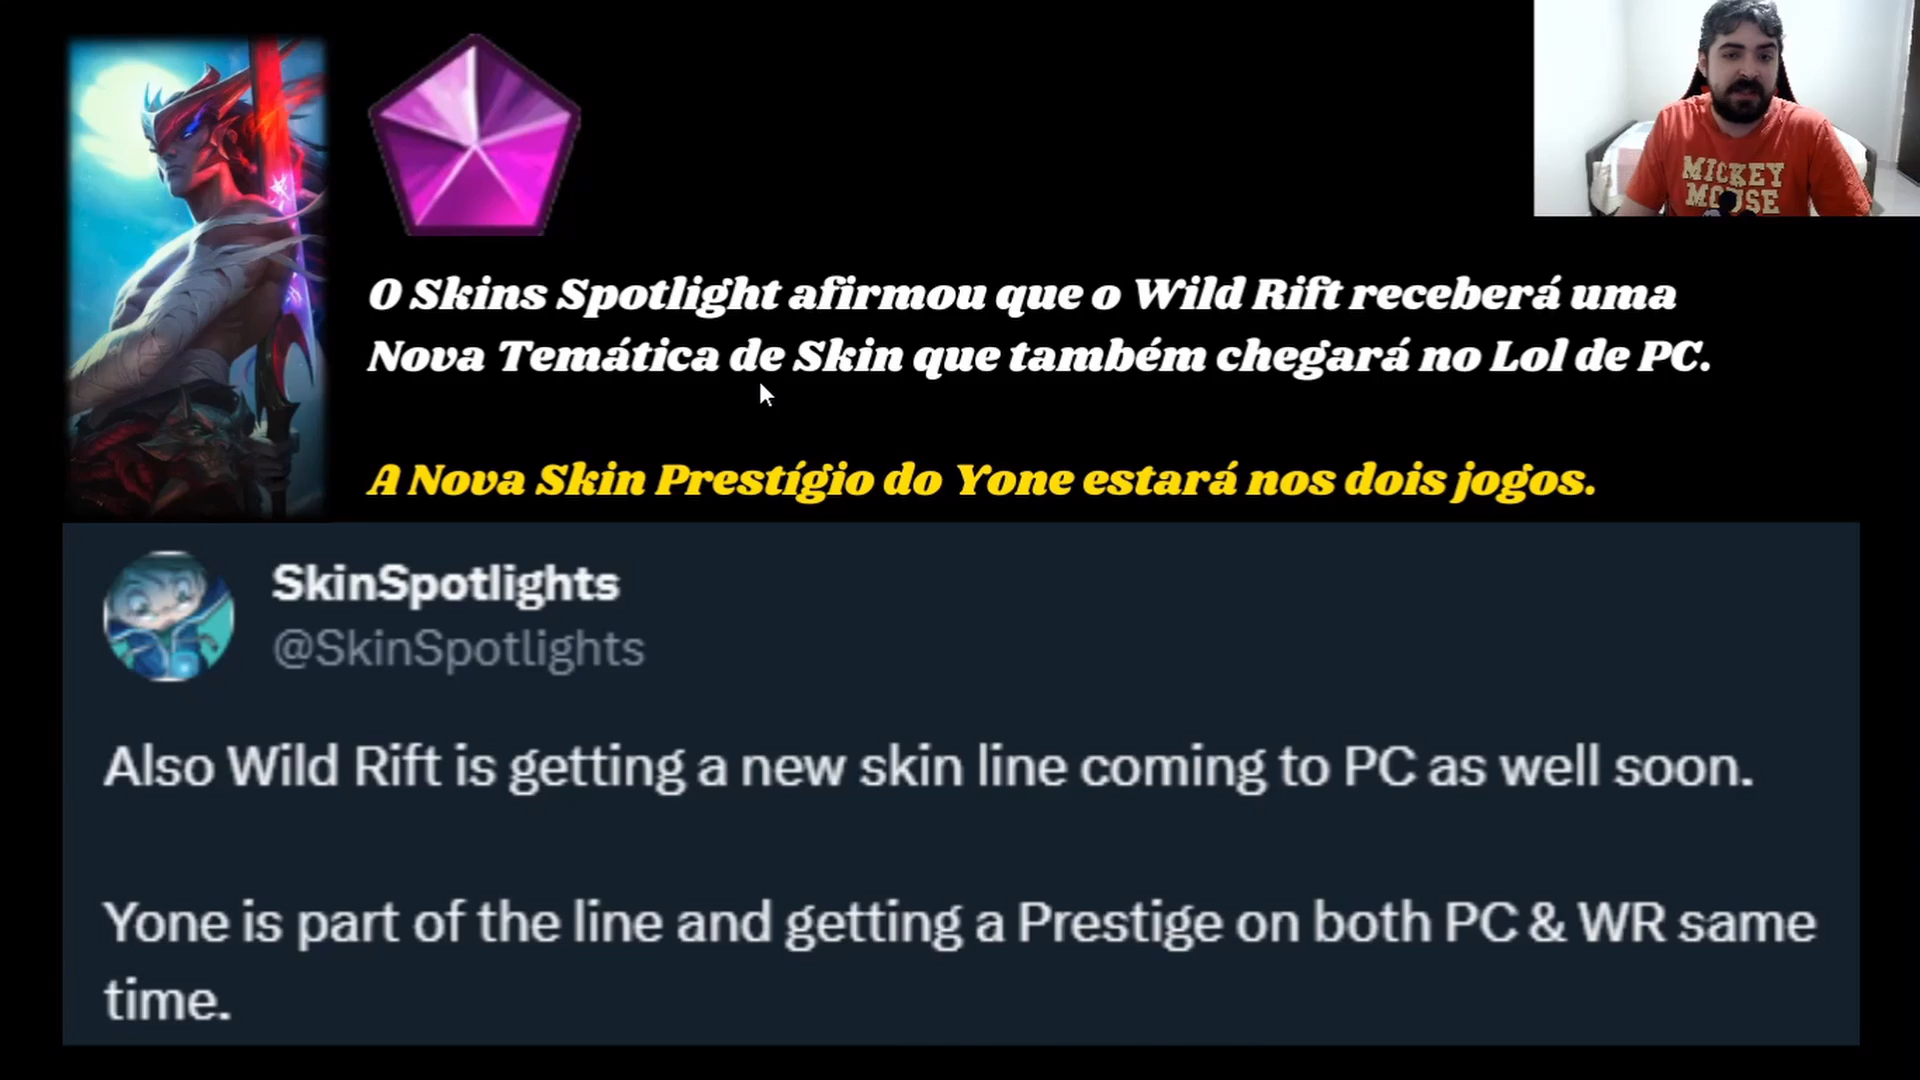 MICKEY
MOUSE
O Skins Spotlight afirmou que o Wild Rift receberá uma
Nova Temática de Skin que também chegará no Lol de PC.
A Nova Skin Prestígio do Yone estará nos dois jogos.
SkinSpotlights
@SkinSpotlights
Also Wild Rift is getting a new skin line coming to PC as well soon.
Yone is part of the line and getting a Prestige on both PC & WR same
time.